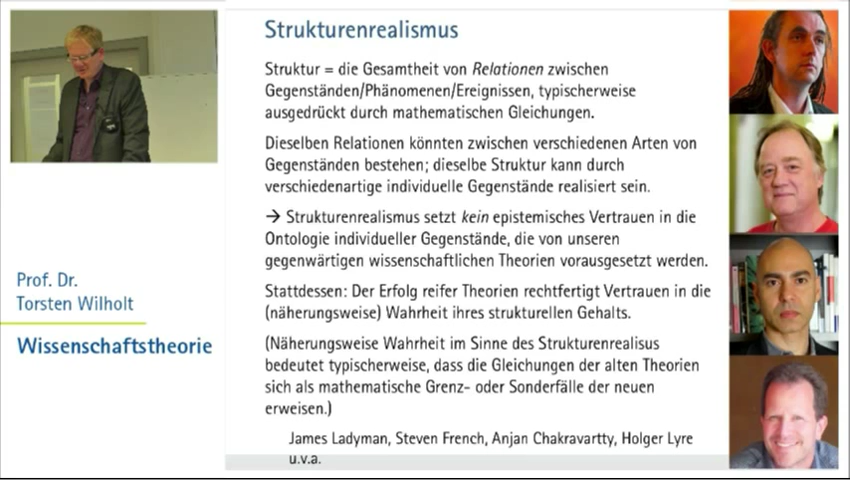 Strukturenrealismus
Struktur = die Gesamtheit von Relationen zwischen
Gegenständen/Phänomenen/Ereignissen, typischerweise
ausgedrückt durch mathematischen Gleichungen.
Dieselben Relationen könnten zwischen verschiedenen Arten von
Gegenständen bestehen; dieselbe Struktur kann durch
verschiedenartige individuelle Gegenstände realisiert sein.
→ Strukturenrealismus setzt kein epistemisches Vertrauen in die
Ontologie individueller Gegenstände, die von unseren
gegenwärtigen wissenschaftlichen Theorien vorausgesetzt werden.
Stattdessen: Der Erfolg reifer Theorien rechtfertigt Vertrauen in die
(näherungsweise) Wahrheit ihres strukturellen Gehalts.
(Näherungsweise Wahrheit im Sinne des Strukturenrealisus
bedeutet typischerweise, dass die Gleichungen der alten Theorien
sich als mathematische Grenz- oder Sonderfälle der neuen
erweisen.)
James Ladyman, Steven French, Anjan Chakravartty, Holger Lyre
u.v.a.
Prof. Dr.
Torsten Wilholt
Wissenschaftstheorie